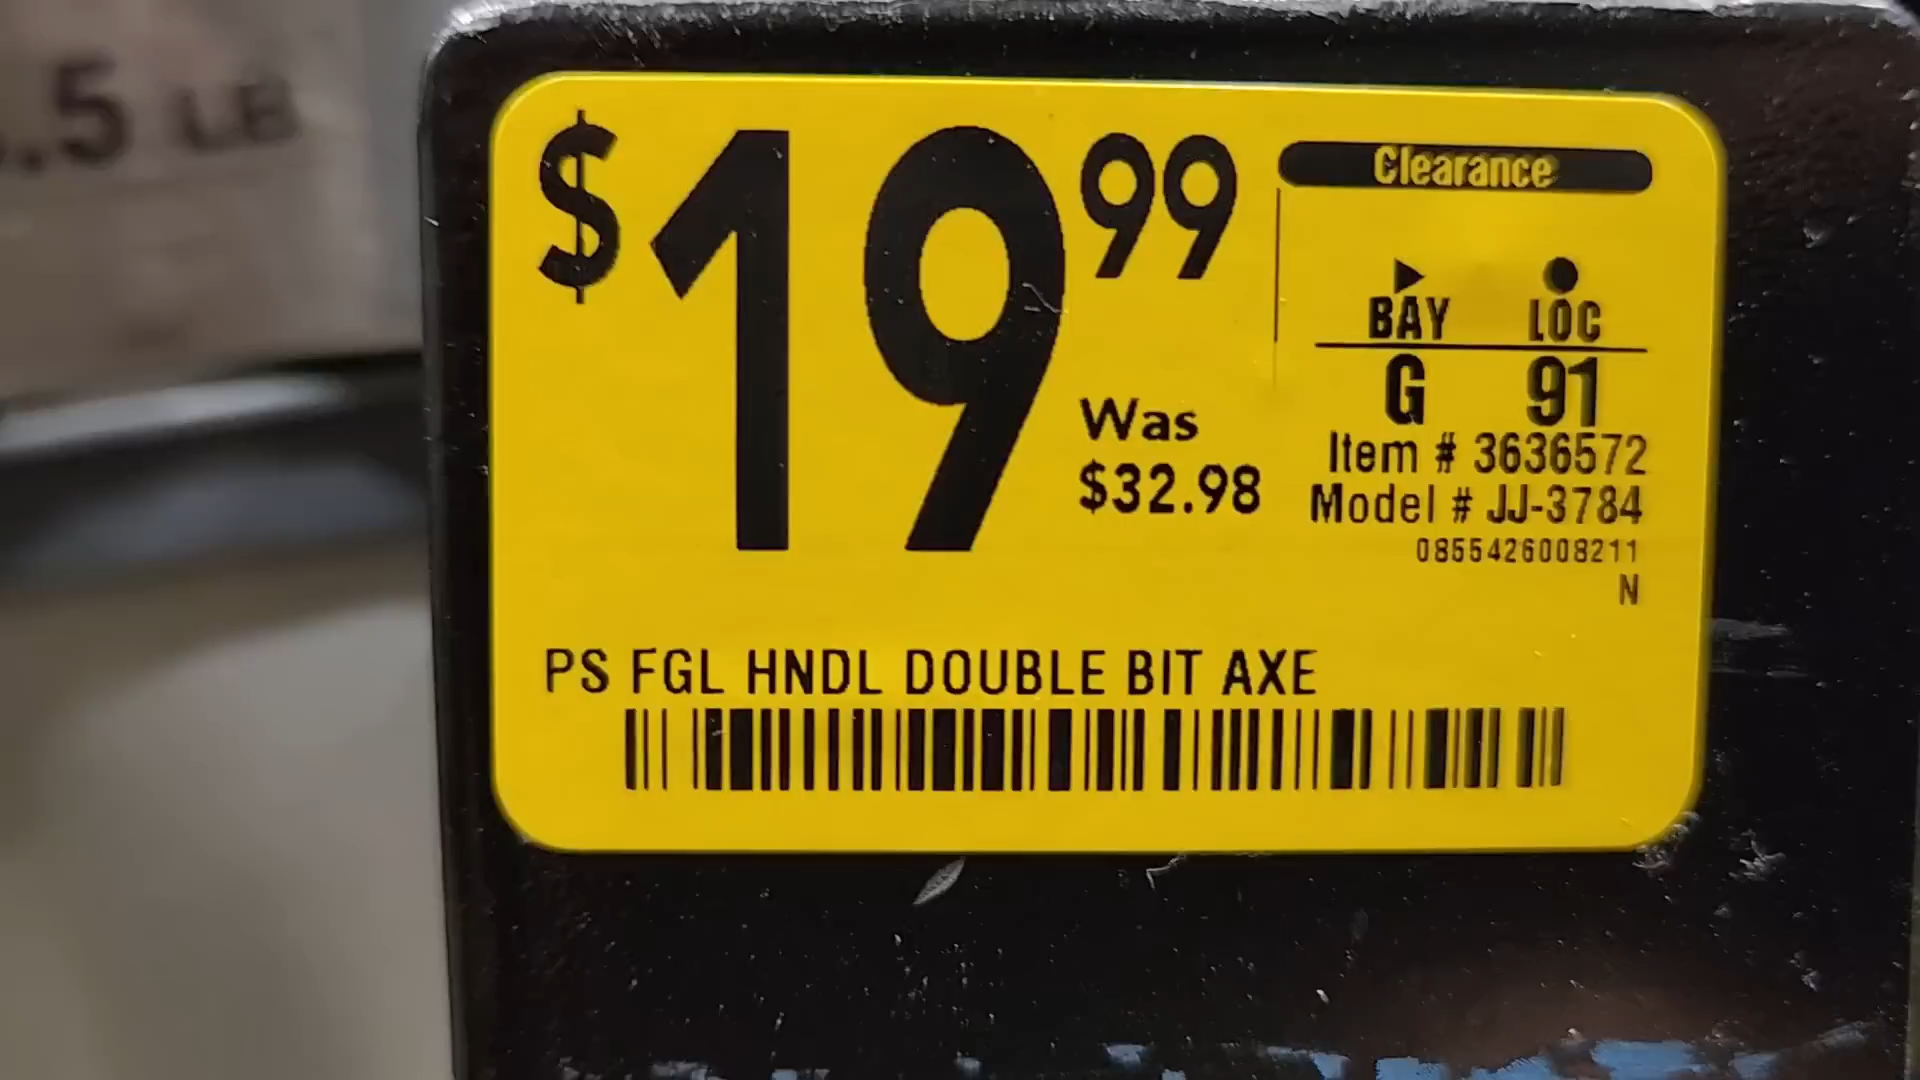 .5 LB
$19 99
Clearance
BAY LOC
G 91
Was
$32.98
Item # 3636572
Model # JJ-3784
0855426008211
N
PS FGL HNDL DOUBLE BIT AXE